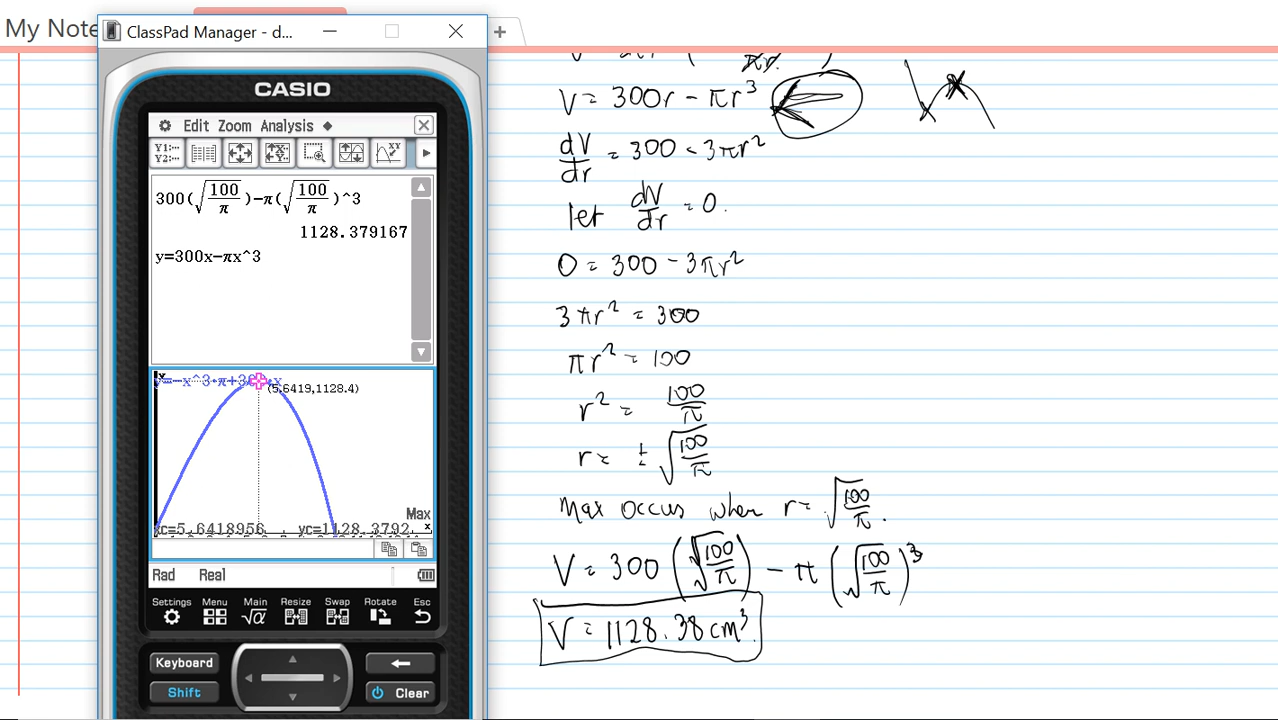 My Note
ClassPad Manager - d...
CASIO
Edit Zoom Analysis
Y1:...
Y2:...
300(√(100/π))-π(√(100/π))^3
1128.379167
y=300x-πx^3
(5.6419,1128.4)
Max
xc=5.6418956
yc=1128.3792
Rad Real
Settings Menu Main Resize Swap Rotate Esc
Keyboard
Shift
Clear
V = 300r - πr³
dV/dr = 300 - 3πr²
let dV/dr = 0.
0 = 300 - 3πr²
3πr² = 300
πr² = 100
r² = 100/π
r = ± √(100/π)
Max occurs when r = √(100/π).
V = 300 (√(100/π)) - π (√(100/π))³
V = 1128.38 cm³.